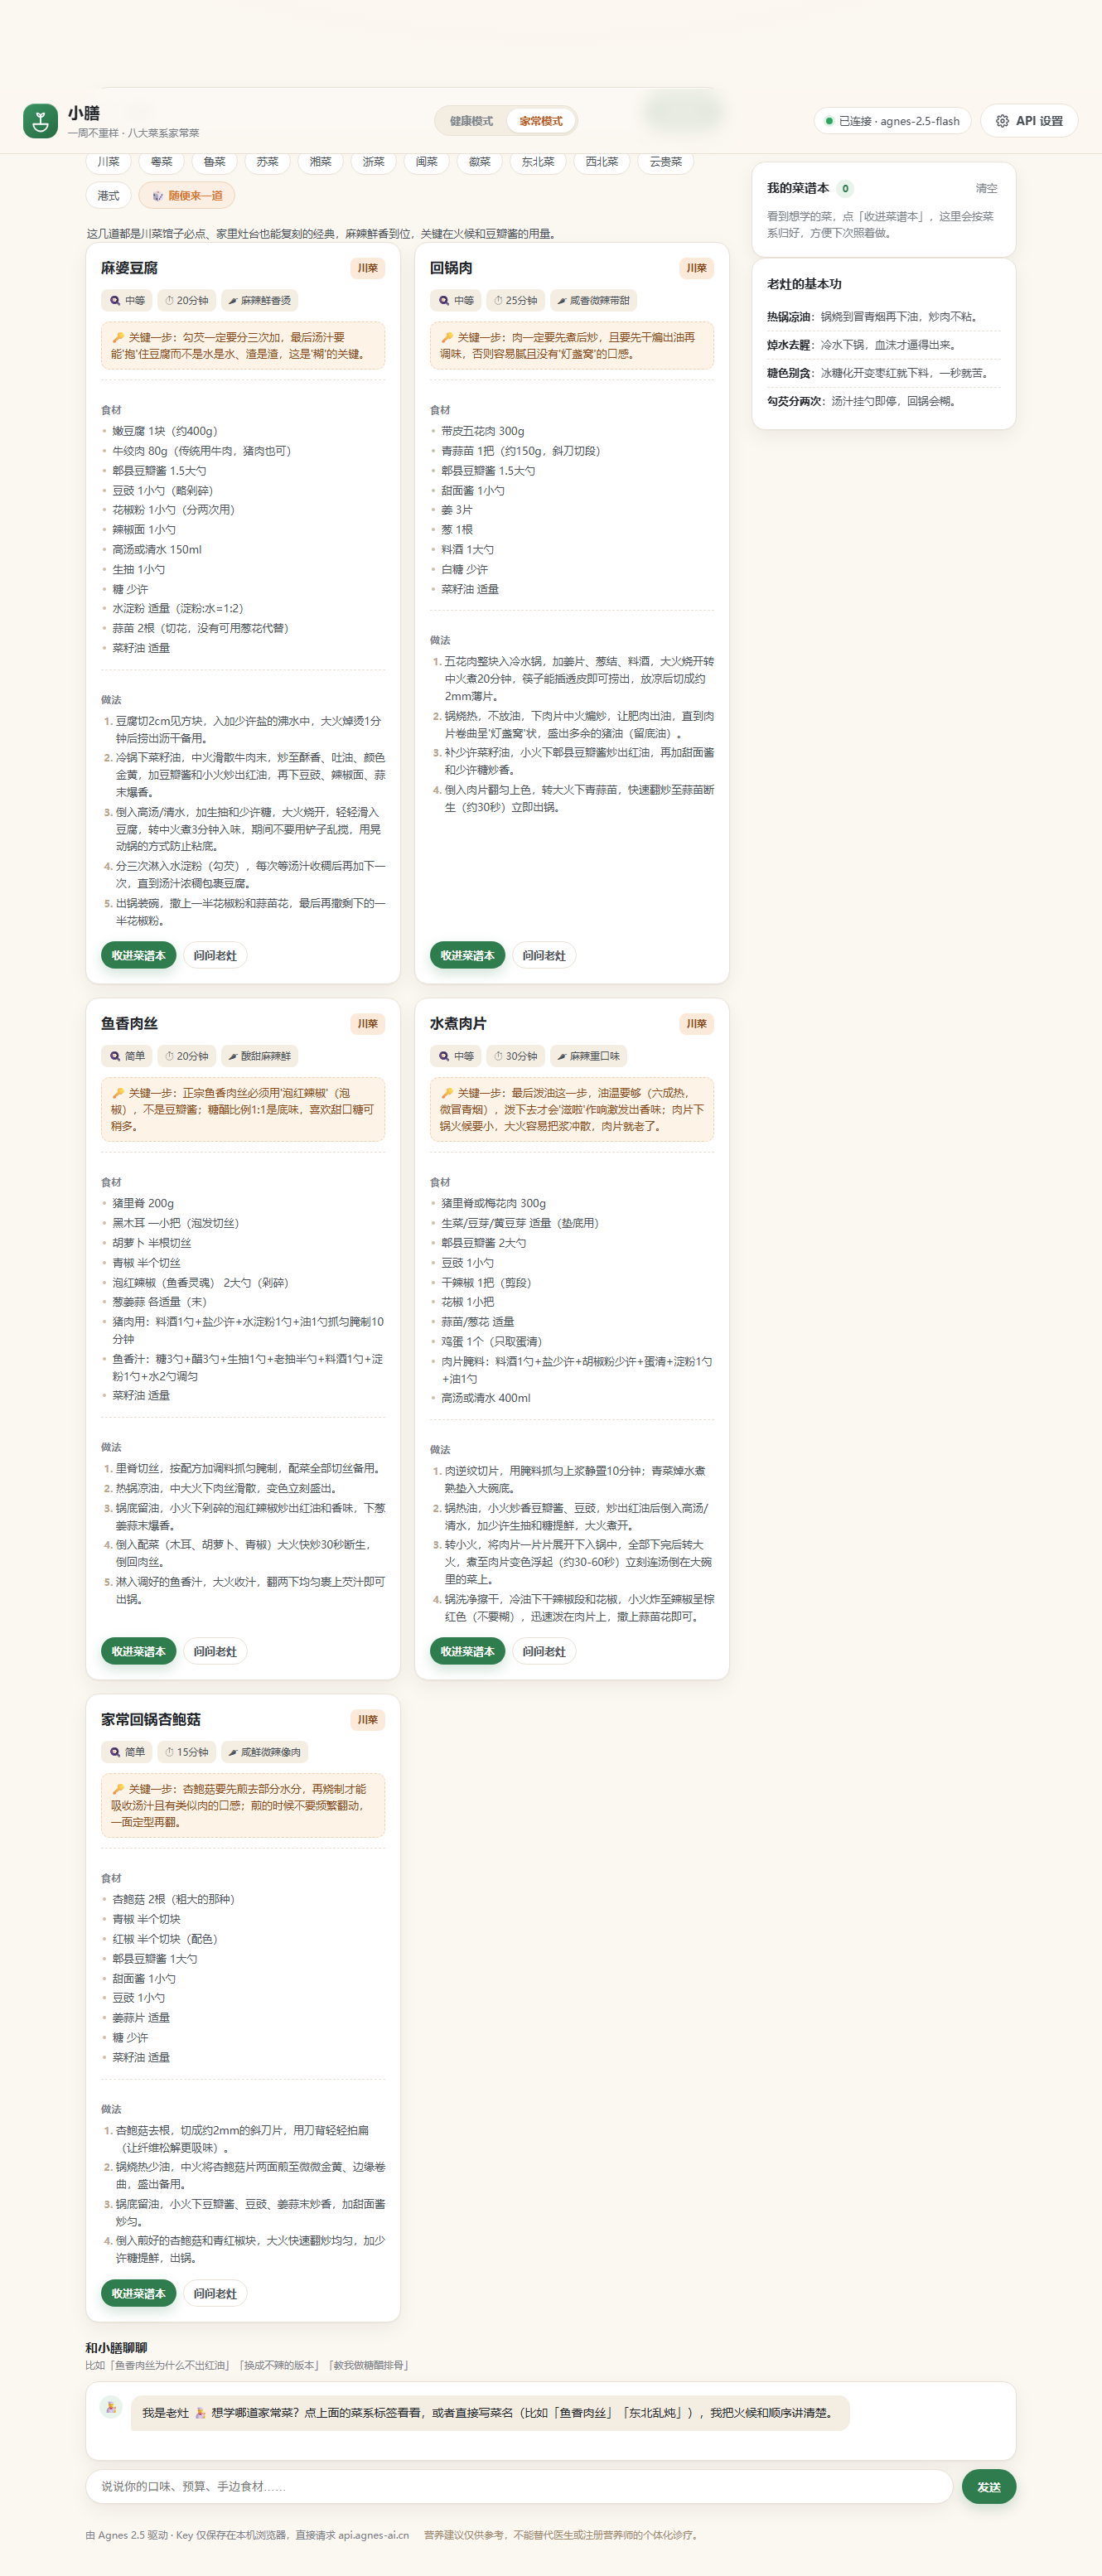 小膳
一周不重样 · 八大菜系家常菜
健康模式
家常模式
已连接 · agnes-2.5-flash
API 设置
川菜
粤菜
鲁菜
苏菜
湘菜
浙菜
闽菜
徽菜
东北菜
西北菜
云贵菜
港式
随便来一道
这几道都是川菜馆子必点、家里灶台也能复刻的经典，麻辣鲜香到位，关键在火候和豆瓣酱的用量。
麻婆豆腐
川菜
中等
20分钟
麻辣鲜香烫
关键一步：勾芡一定要分三次加，最后汤汁要
能'抱'住豆腐而不是水是水、渣是渣，这是'糊'的关键。
食材
嫩豆腐 1块（约400g）
牛绞肉 80g（传统用牛肉，猪肉也可）
郫县豆瓣酱 1.5大勺
豆豉 1小勺（略剁碎）
花椒粉 1小勺（分两次用）
辣椒面 1小勺
高汤或清水 150ml
生抽 1小勺
糖 少许
水淀粉 适量（淀粉:水=1:2）
蒜苗 2根（切花，没有可用葱花代替）
菜籽油 适量
做法
1. 豆腐切2cm见方块，入加少许盐的沸水中，大火焯烫1分
钟后捞出沥干备用。
2. 冷锅下菜籽油，中火滑散牛肉末，炒至酥香、吐油、颜色
金黄，加豆瓣酱和小火炒出红油，再下豆豉、辣椒面、蒜
末爆香。
3. 倒入高汤/清水，加生抽和少许糖，大火烧开，轻轻滑入
豆腐，转中火煮3分钟入味，期间不要用铲子乱搅，用晃
动锅的方式防止粘底。
4. 分三次淋入水淀粉（勾芡），每次等汤汁收稠后再加下一
次，直到汤汁浓稠包裹豆腐。
5. 出锅装碗，撒上一半花椒粉和蒜苗花，最后再撒剩下的一
半花椒粉。
收进菜谱本
问问老灶
回锅肉
川菜
中等
25分钟
咸香微辣带甜
关键一步：肉一定要先煮后炒，且要先干煸出油再
调味，否则容易腻且没有'灯盏窝'的口感。
食材
带皮五花肉 300g
青蒜苗 1把（约150g，斜刀切段）
郫县豆瓣酱 1.5大勺
甜面酱 1小勺
姜 3片
葱 1根
料酒 1大勺
白糖 少许
菜籽油 适量
做法
1. 五花肉整块入冷水锅，加姜片、葱结、料酒，大火烧开转
中火煮20分钟，筷子能插透皮即可捞出，放凉后切成约
2mm薄片。
2. 锅烧热，不放油，下肉片中火煸炒，让肥肉出油，直到肉
片卷曲呈'灯盏窝'状，盛出多余的猪油（留底油）。
3. 补少许菜籽油，小火下郫县豆瓣酱炒出红油，再加甜面酱
和少许糖炒香。
4. 倒入肉片翻匀上色，转大火下青蒜苗，快速翻炒至蒜苗断
生（约30秒）立即出锅。
收进菜谱本
问问老灶
鱼香肉丝
川菜
简单
20分钟
酸甜麻辣鲜
关键一步：正宗鱼香肉丝必须用'泡红辣椒'（泡
椒），不是豆瓣酱；糖醋比例1:1是底味，喜欢甜口糖可
稍多。
食材
猪里脊 200g
黑木耳 一小把（泡发切丝）
胡萝卜 半根切丝
青椒 半个切丝
泡红辣椒（鱼香灵魂） 2大勺（剁碎）
葱姜蒜 各适量（末）
猪肉用：料酒1勺+盐少许+水淀粉1勺+油1勺抓匀腌制10
分钟
鱼香汁：糖3勺+醋3勺+生抽1勺+老抽半勺+料酒1勺+淀
粉1勺+水2勺调匀
菜籽油 适量
做法
1. 里脊切丝，按配方加调料抓匀腌制，配菜全部切丝备用。
2. 热锅凉油，中大火下肉丝滑散，变色立刻盛出。
3. 锅底留油，小火下剁碎的泡红辣椒炒出红油和香味，下葱
姜蒜末爆香。
4. 倒入配菜（木耳、胡萝卜、青椒）大火快炒30秒断生，
倒回肉丝。
5. 淋入调好的鱼香汁，大火收汁，翻两下均匀裹上芡汁即可
出锅。
收进菜谱本
问问老灶
水煮肉片
川菜
中等
30分钟
麻辣重口味
关键一步：最后泼油这一步，油温要够（六成热，
微冒青烟），泼下去才会'滋啦'作响激发出香味；肉片下
锅火候要小，大火容易把浆冲散，肉片就老了。
食材
猪里脊或梅花肉 300g
生菜/豆芽/黄豆芽 适量（垫底用）
郫县豆瓣酱 2大勺
豆豉 1小勺
干辣椒 1把（剪段）
花椒 1小把
蒜苗/葱花 适量
鸡蛋 1个（只取蛋清）
肉片腌料：料酒1勺+盐少许+胡椒粉少许+蛋清+淀粉1勺
+油1勺
高汤或清水 400ml
做法
1. 肉逆纹切片，用腌料抓匀上浆静置10分钟；青菜焯水煮
熟垫入大碗底。
2. 锅热油，小火炒香豆瓣酱、豆豉，炒出红油后倒入高汤/
清水，加少许生抽和糖提鲜，大火煮开。
3. 转小火，将肉片一片片展开下入锅中，全部下完后转大
火，煮至肉片变色浮起（约30-60秒）立刻连汤倒在大碗
里的菜上。
4. 锅洗净擦干，冷油下干辣椒段和花椒，小火炸至辣椒呈棕
红色（不要糊），迅速泼在肉片上，撒上蒜苗花即可。
收进菜谱本
问问老灶
家常回锅杏鲍菇
川菜
简单
15分钟
咸鲜微辣像肉
关键一步：杏鲍菇要先煎去部分水分，再烧制才能
吸收汤汁且有类似肉的口感；煎的时候不要频繁翻动，
一面定型再翻。
食材
杏鲍菇 2根（粗大的那种）
青椒 半个切块
红椒 半个切块（配色）
郫县豆瓣酱 1大勺
甜面酱 1小勺
豆豉 1小勺
姜蒜片 适量
糖 少许
菜籽油 适量
做法
1. 杏鲍菇去根，切成约2mm的斜刀片，用刀背轻轻拍扁
（让纤维松解更吸味）。
2. 锅烧热少油，中火将杏鲍菇片两面煎至微微金黄、边缘卷
曲，盛出备用。
3. 锅底留油，小火下豆瓣酱、豆豉、姜蒜末炒香，加甜面酱
炒匀。
4. 倒入煎好的杏鲍菇和青红椒块，大火快速翻炒均匀，加少
许糖提鲜，出锅。
收进菜谱本
问问老灶
我的菜谱本
0
清空
看到想学的菜，点「收进菜谱本」，这里会按菜
系归好，方便下次照着做。
老灶的基本功
热锅凉油：锅烧到冒青烟再下油，炒肉不粘。
焯水去腥：冷水下锅，血沫才逼得出来。
糖色别贪：冰糖化开变枣红就下料，一秒就苦。
勾芡分两次：汤汁挂勺即停，回锅会糊。
和小膳聊聊
比如「鱼香肉丝为什么不出红油」「换成不辣的版本」「教我做糖醋排骨」
我是老灶 想学哪道家常菜？点上面的菜系标签看看，或者直接写菜名（比如「鱼香肉丝」「东北乱炖」），我把火候和顺序讲清楚。
说说你的口味、预算、手边食材……
发送
由 Agnes 2.5 驱动 · Key 仅保存在本机浏览器，直接请求 api.agnes-ai.cn
营养建议仅供参考，不能替代医生或注册营养师的个体化诊疗。